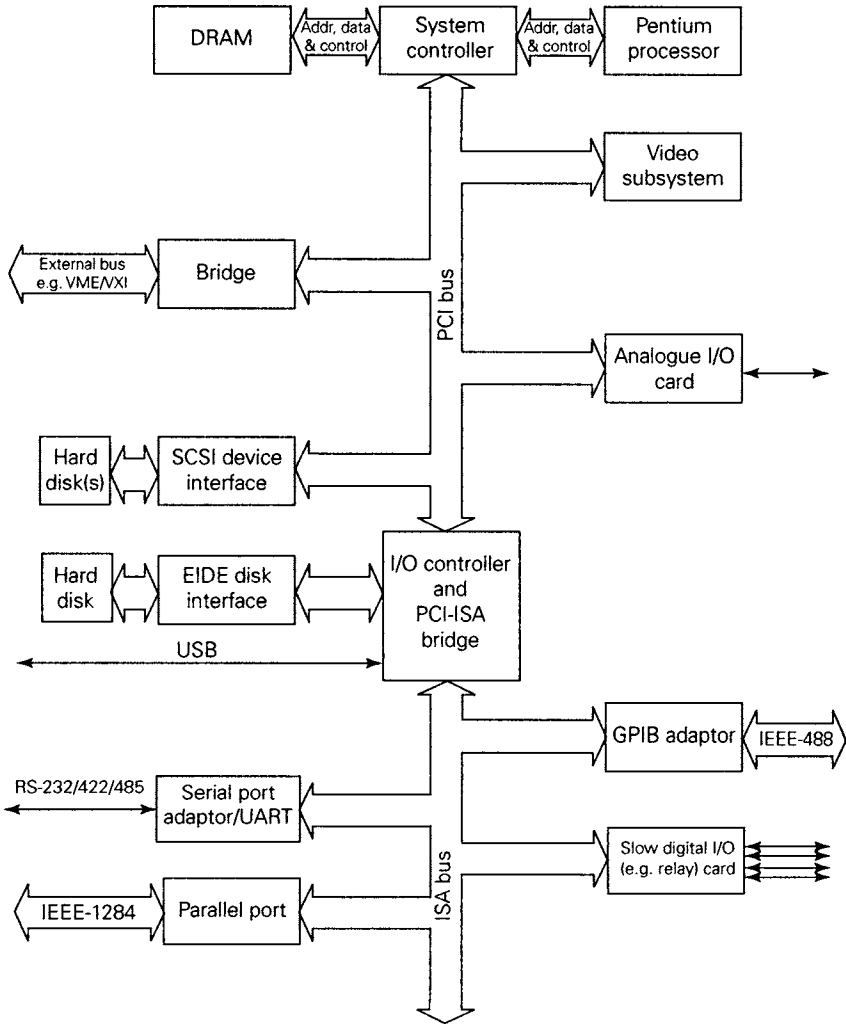 DRAM
Addr, data
& control
System
controller
Addr, data
& control
Pentium
processor
Video
subsystem
External bus
e.g. VME/VXI
Bridge
PCI bus
Analogue I/O
card
Hard
disk(s)
SCSI device
interface
Hard
disk
EIDE disk
interface
I/O controller
and
PCI-ISA
bridge
USB
GPIB adaptor
IEEE-488
RS-232/422/485
Serial port
adaptor/UART
Slow digital I/O
(e.g. relay) card
ISA bus
IEEE-1284
Parallel port